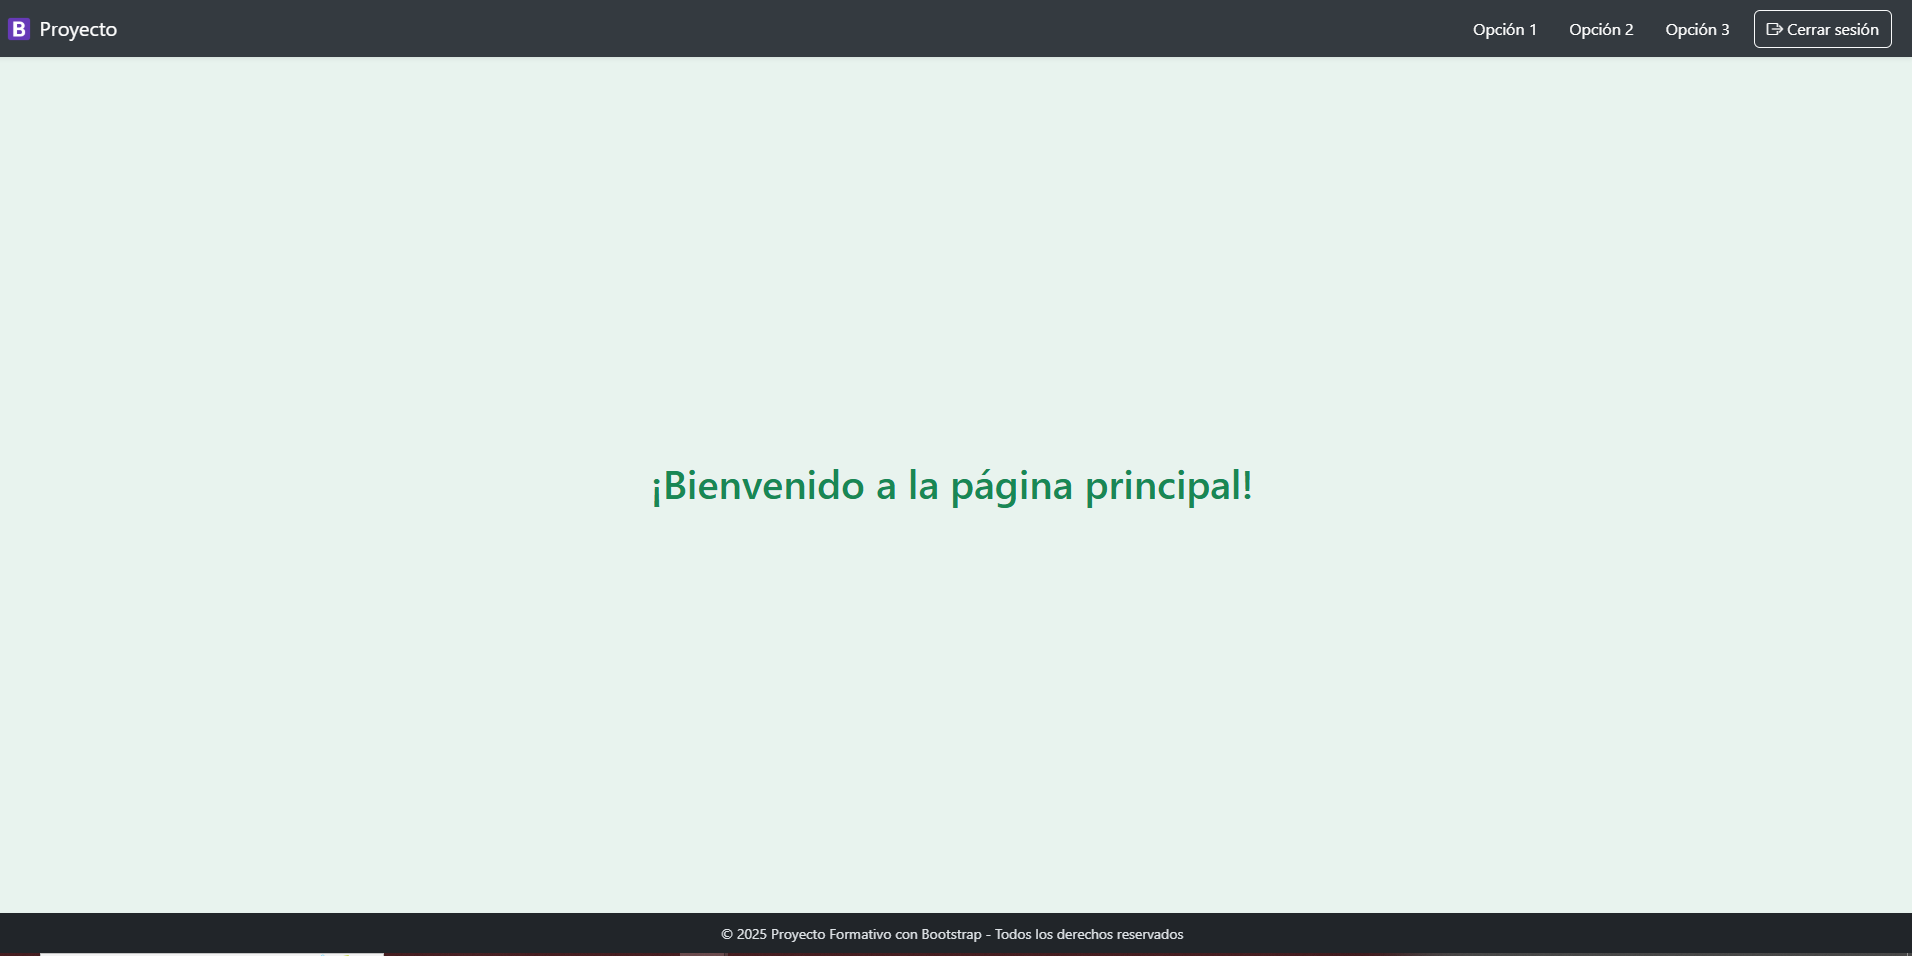 B Proyecto
Opción 1 Opción 2 Opción 3 Cerrar sesión
¡Bienvenido a la página principal!
© 2025 Proyecto Formativo con Bootstrap - Todos los derechos reservados